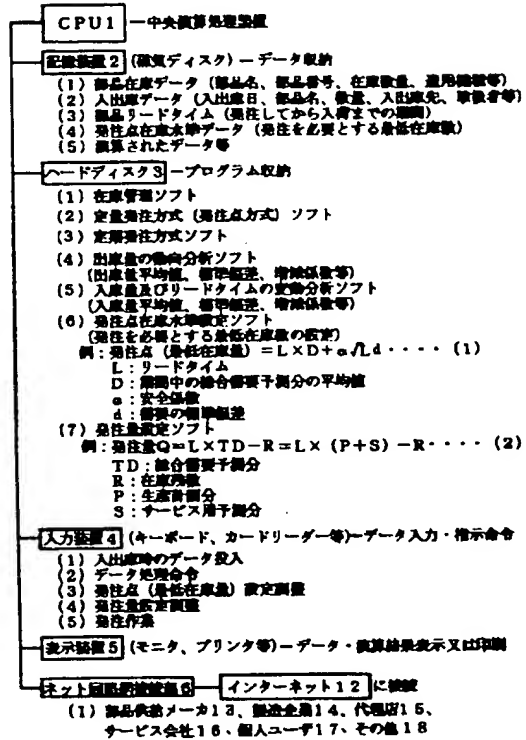 CPU1 ー中央演算処理装置
記憶装置2 (磁気ディスク) ーデータ収納
(1) 部品在庫データ (部品名、部品番号、在庫数量、適用機種等)
(2) 入出庫データ (入出庫日、部品名、数量、入出庫先、取扱者等)
(3) 部品リードタイム (発注してから入荷までの期間)
(4) 発注点在庫水準データ (発注を必要とする最低在庫数)
(5) 演算されたデータ等
ハードディスク3 ープログラム収納
(1) 在庫管理ソフト
(2) 定量発注方式 (発注点方式) ソフト
(3) 定期発注方式ソフト
(4) 出庫量の動向分析ソフト
(出庫量平均値、標準偏差、増減係数等)
(5) 入庫量及びリードタイムの変動分析ソフト
(入庫量平均値、標準偏差、増減係数等)
(6) 発注点在庫水準設定ソフト
(発注を必要とする最低在庫数の設定)
例:発注点 (最低在庫量) =L×D+α√Ld・・・・ (1)
L:リードタイム
D:期間中の総合需要予測分の平均値
α:安全係数
d:需要の標準偏差
(7) 発注量設定ソフト
例:発注量Q=L×TD−R=L× (P+S) −R・・・・ (2)
TD:総合需要予測分
R:在庫残数
P:生産計画分
S:サービス用予測分
入力装置4 (キーボード、カードリーダー等)ーデータ入力・指示命令
(1) 入出庫時のデータ投入
(2) データ処理命令
(3) 発注点 (最低在庫量) 設定調整
(4) 発注量設定調整
(5) 発注作業
表示装置5 (モニタ、プリンタ等)ーデータ・演算結果表示又は印刷
ネット回路網接続器6 インターネット12 に接続
(1) 部品供給メーカ13、製造企業14、代理店15、
サービス会社16、個人ユーザ17、その他18